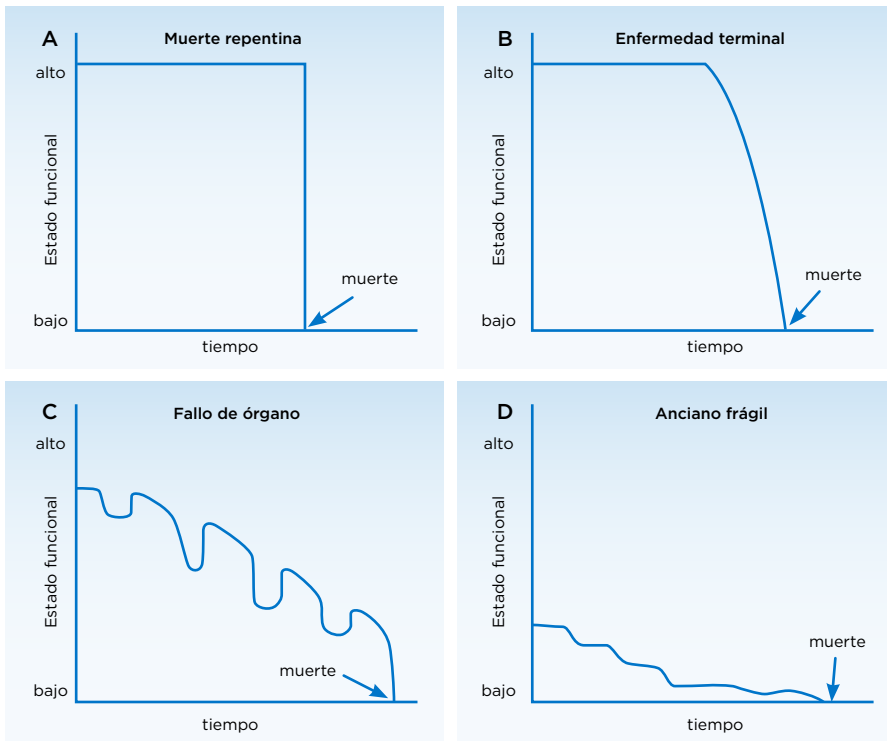 A
Muerte repentina
alto
Estado funcional
muerte
bajo
tiempo
B
Enfermedad terminal
alto
Estado funcional
muerte
bajo
tiempo
C
Fallo de órgano
alto
Estado funcional
muerte
bajo
tiempo
D
Anciano frágil
alto
Estado funcional
muerte
bajo
tiempo